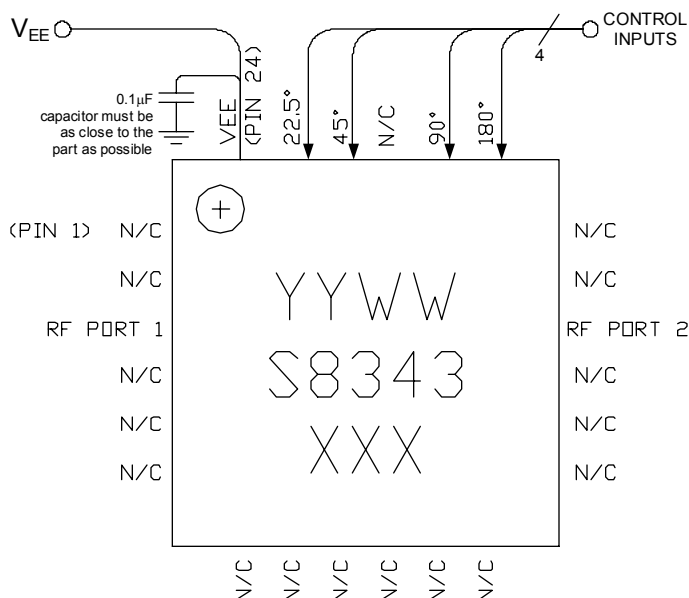 VEE
CONTROL
INPUTS
4
0.1µF
capacitor must be
as close to the
part as possible
VEE
(PIN 24)
22.5°
45°
N/C
90°
180°
(PIN 1) N/C
N/C
RF PORT 1
N/C
N/C
N/C
YYWW
S8343
XXX
N/C
N/C
RF PORT 2
N/C
N/C
N/C
N/C
N/C
N/C
N/C
N/C
N/C